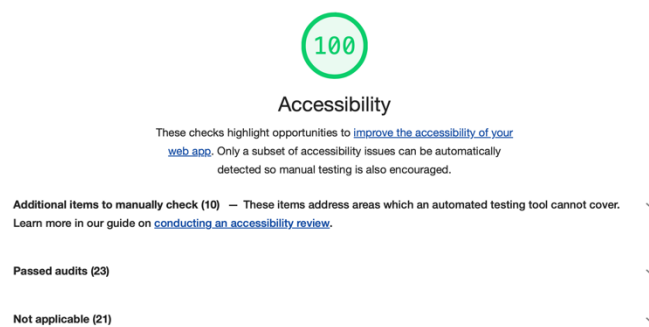 100
Accessibility
These checks highlight opportunities to improve the accessibility of your
web app. Only a subset of accessibility issues can be automatically
detected so manual testing is also encouraged.
Additional items to manually check (10) — These items address areas which an automated testing tool cannot cover.
Learn more in our guide on conducting an accessibility review.
Passed audits (23)
Not applicable (21)